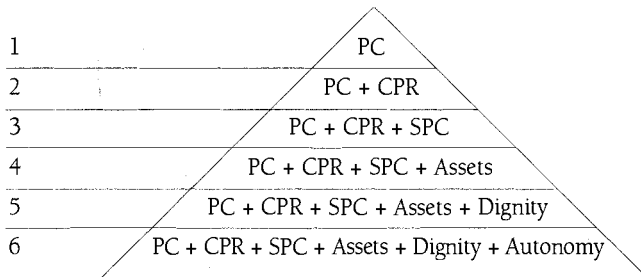 1 PC
2 PC + CPR
3 PC + CPR + SPC
4 PC + CPR + SPC + Assets
5 PC + CPR + SPC + Assets + Dignity
6 PC + CPR + SPC + Assets + Dignity + Autonomy